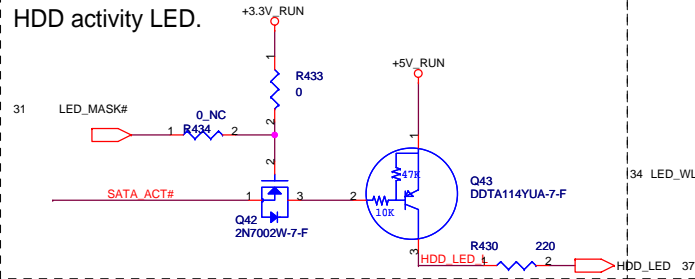 HDD activity LED.
+3.3V_RUN
+5V_RUN
1
R433
0
2
31 LED_MASK#
0_NC
1 R434 2
2
1
47K
Q43
DDTA114YUA-7-F
34 LED_WL
SATA_ACT#
1 3
2
10K
Q42
2N7002W-7-F
3
HDD_LED_ 1
R430 220
2
HDD_LED 37